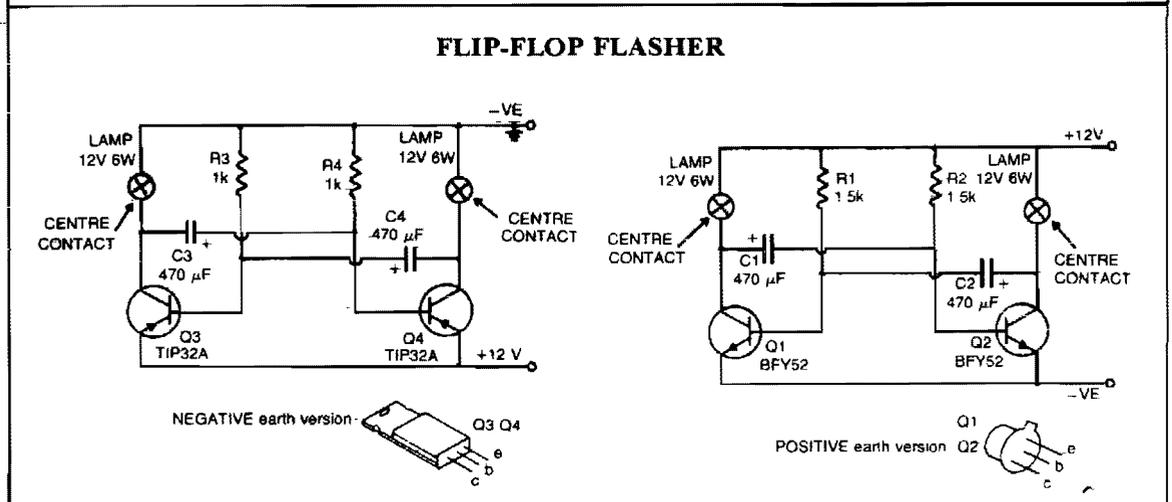 FLIP-FLOP FLASHER
−VE
LAMP
12V 6W
R3
1k
R4
1k
LAMP
12V 6W
CENTRE
CONTACT
C3
+
470 µF
C4
470 µF
+
CENTRE
CONTACT
Q3
TIP32A
Q4
TIP32A
+12 V
NEGATIVE earth version
Q3 Q4
e
b
c
+12V
LAMP
12V 6W
R1
1 5k
R2
1 5k
LAMP
12V 6W
CENTRE
CONTACT
+
C1
470 µF
C2
+
470 µF
CENTRE
CONTACT
Q1
BFY52
Q2
BFY52
−VE
POSITIVE earth version
Q1
Q2
e
b
c